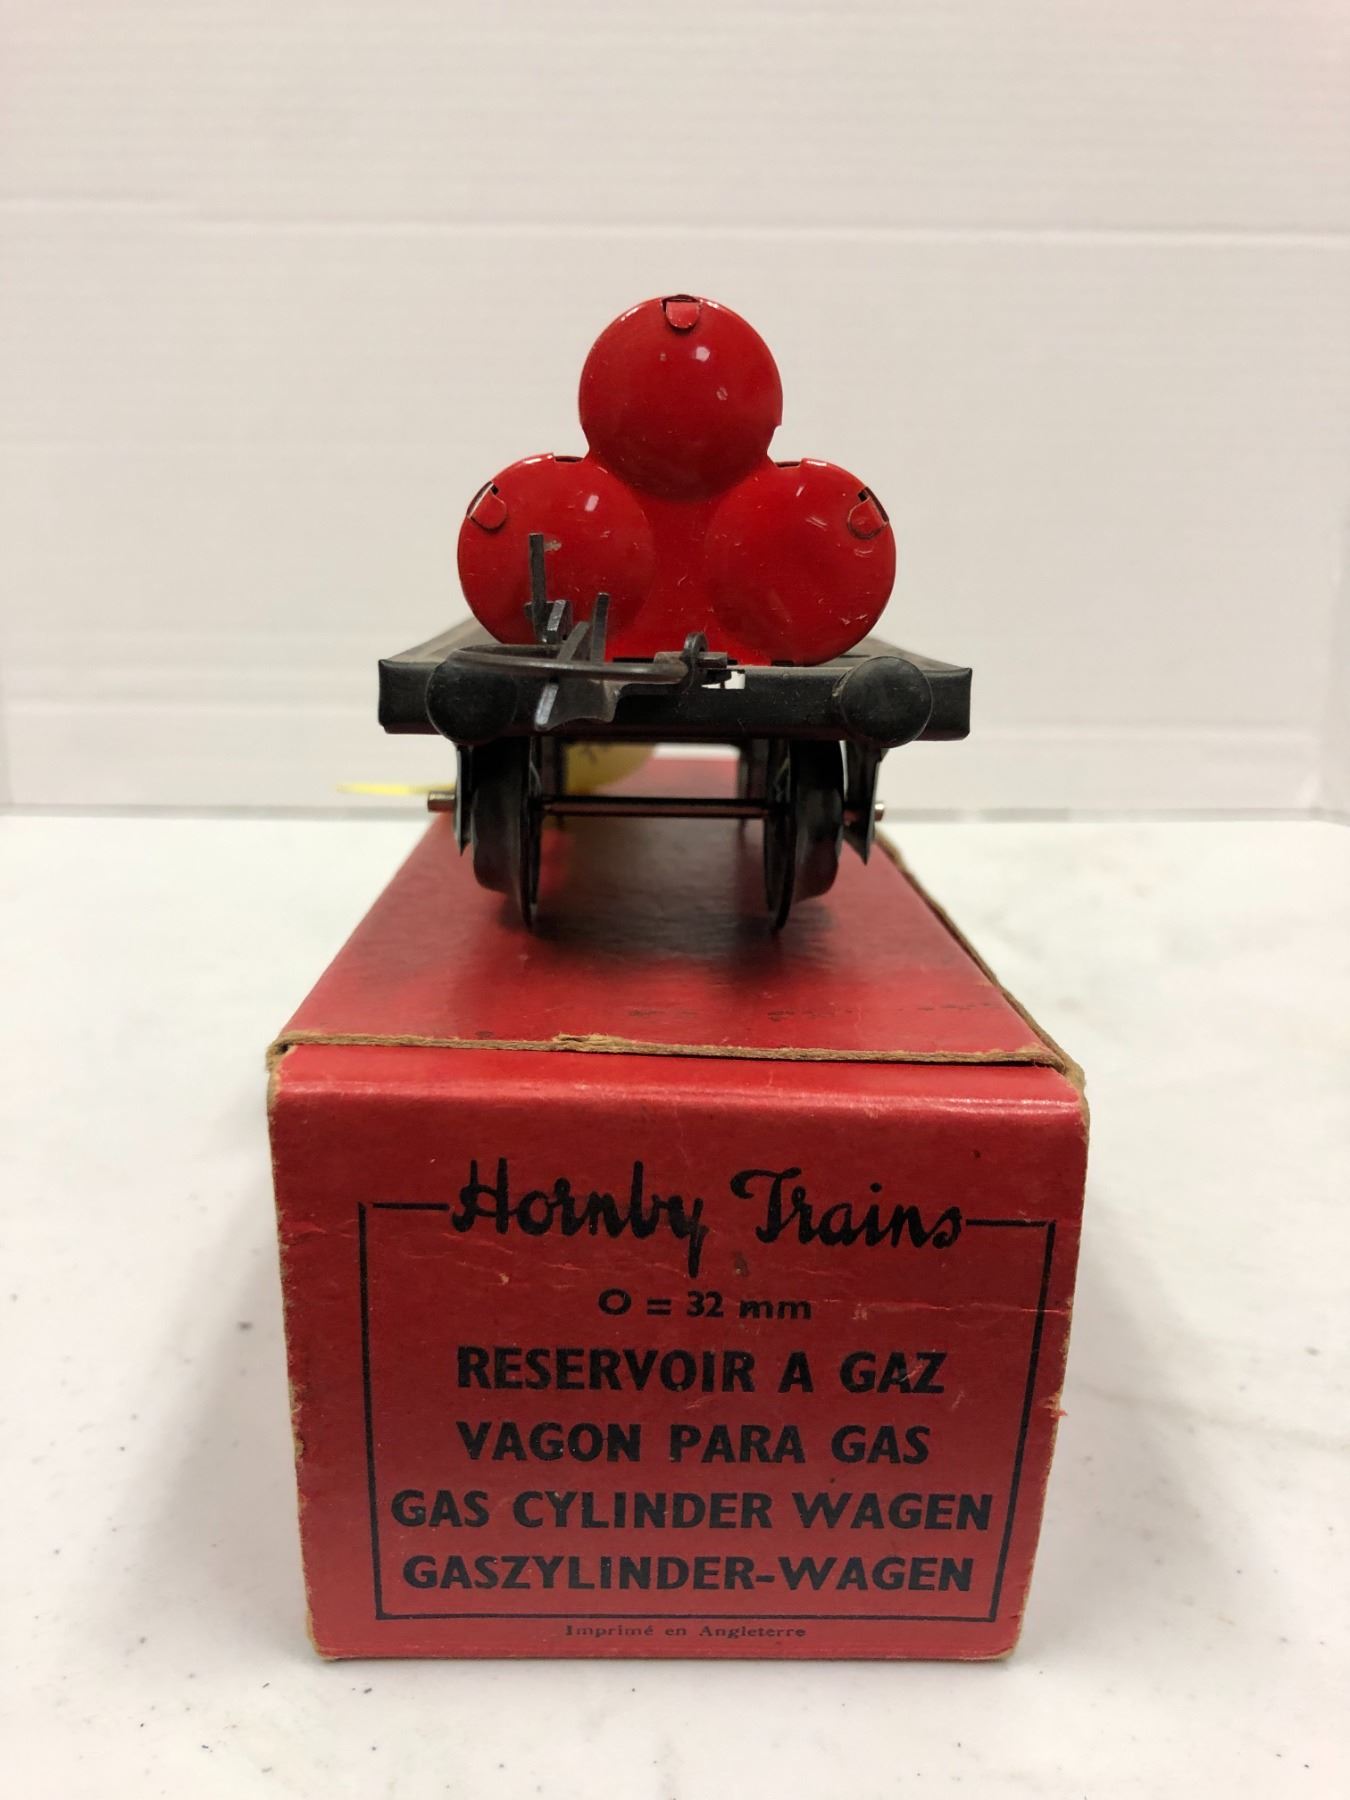 Hornby Trains
O = 32 mm
RESERVOIR A GAZ
VAGON PARA GAS
GAS CYLINDER WAGEN
GASZYLINDER-WAGEN
Imprimé en Angleterre